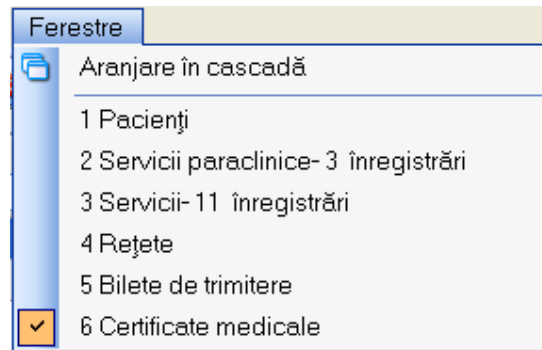 Ferestre
Aranjare în cascadă
1 Pacienţi
2 Servicii paraclinice- 3 înregistrări
3 Servicii- 11 înregistrări
4 Reţete
5 Bilete de trimitere
6 Certificate medicale